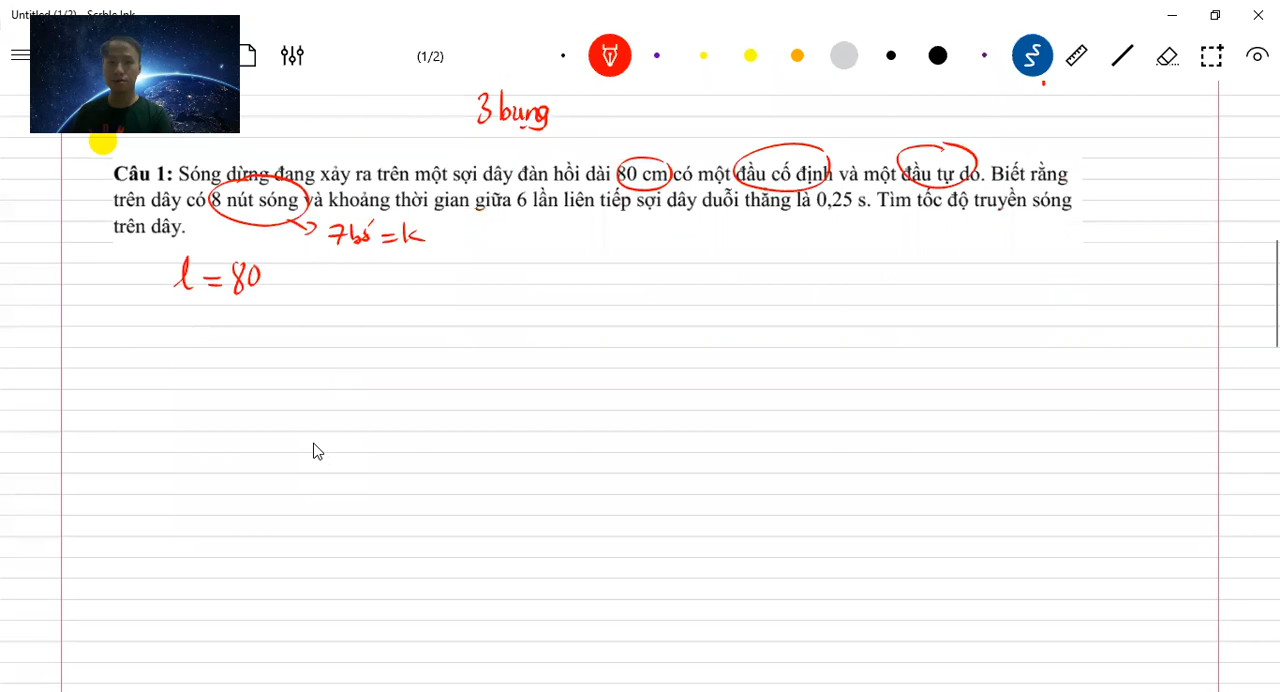 Untitled (1/2) - Scrble Ink
(1/2)
3 bụng
Câu 1: Sóng dừng đang xảy ra trên một sợi dây đàn hồi dài 80 cm có một đầu cố định và một đầu tự do. Biết rằng
trên dây có 8 nút sóng và khoảng thời gian giữa 6 lần liên tiếp sợi dây duỗi thẳng là 0,25 s. Tìm tốc độ truyền sóng
trên dây.
7 bó = k
l = 80